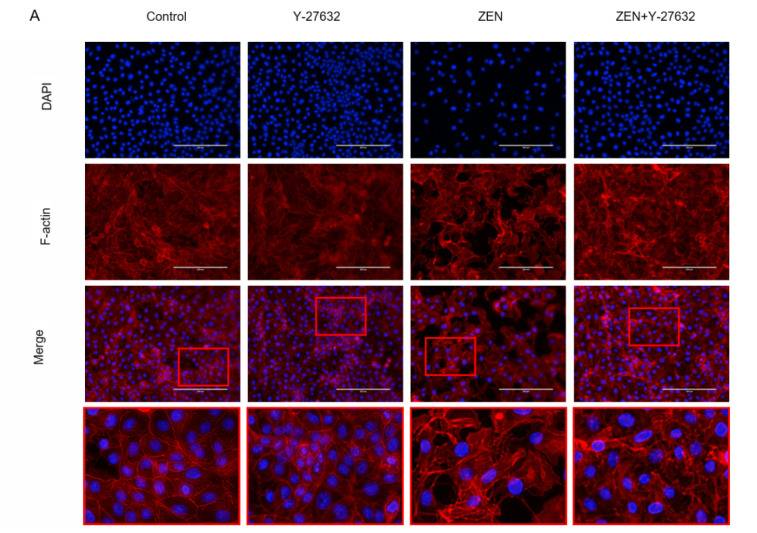 A
Control
Y-27632
ZEN
ZEN+Y-27632
DAPI
F-actin
Merge